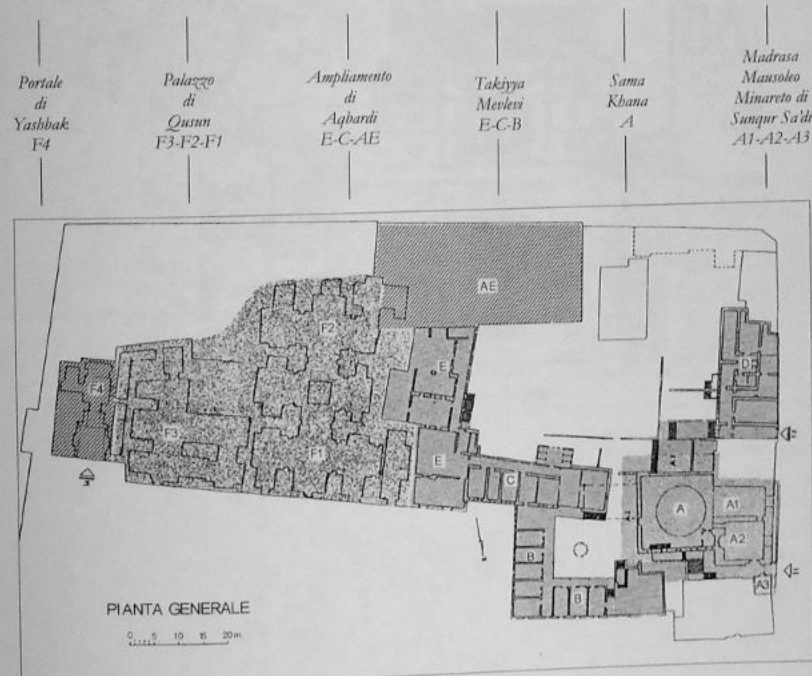 Portale
di
Yashbak
F4
Palazzo
di
Qusun
F3-F2-F1
Ampliamento
di
Aqbardi
E-C-AE
Takiyya
Mevlevi
E-C-B
Sama
Khana
A
Madrasa
Mausoleo
Minareto di
Sunqur Sa'di
A1-A2-A3
AE
F2
E
D
F4
F3
F1
E
C
A
A1
A2
B
B
A3
PIANTA GENERALE
0 5 10 15 20m.